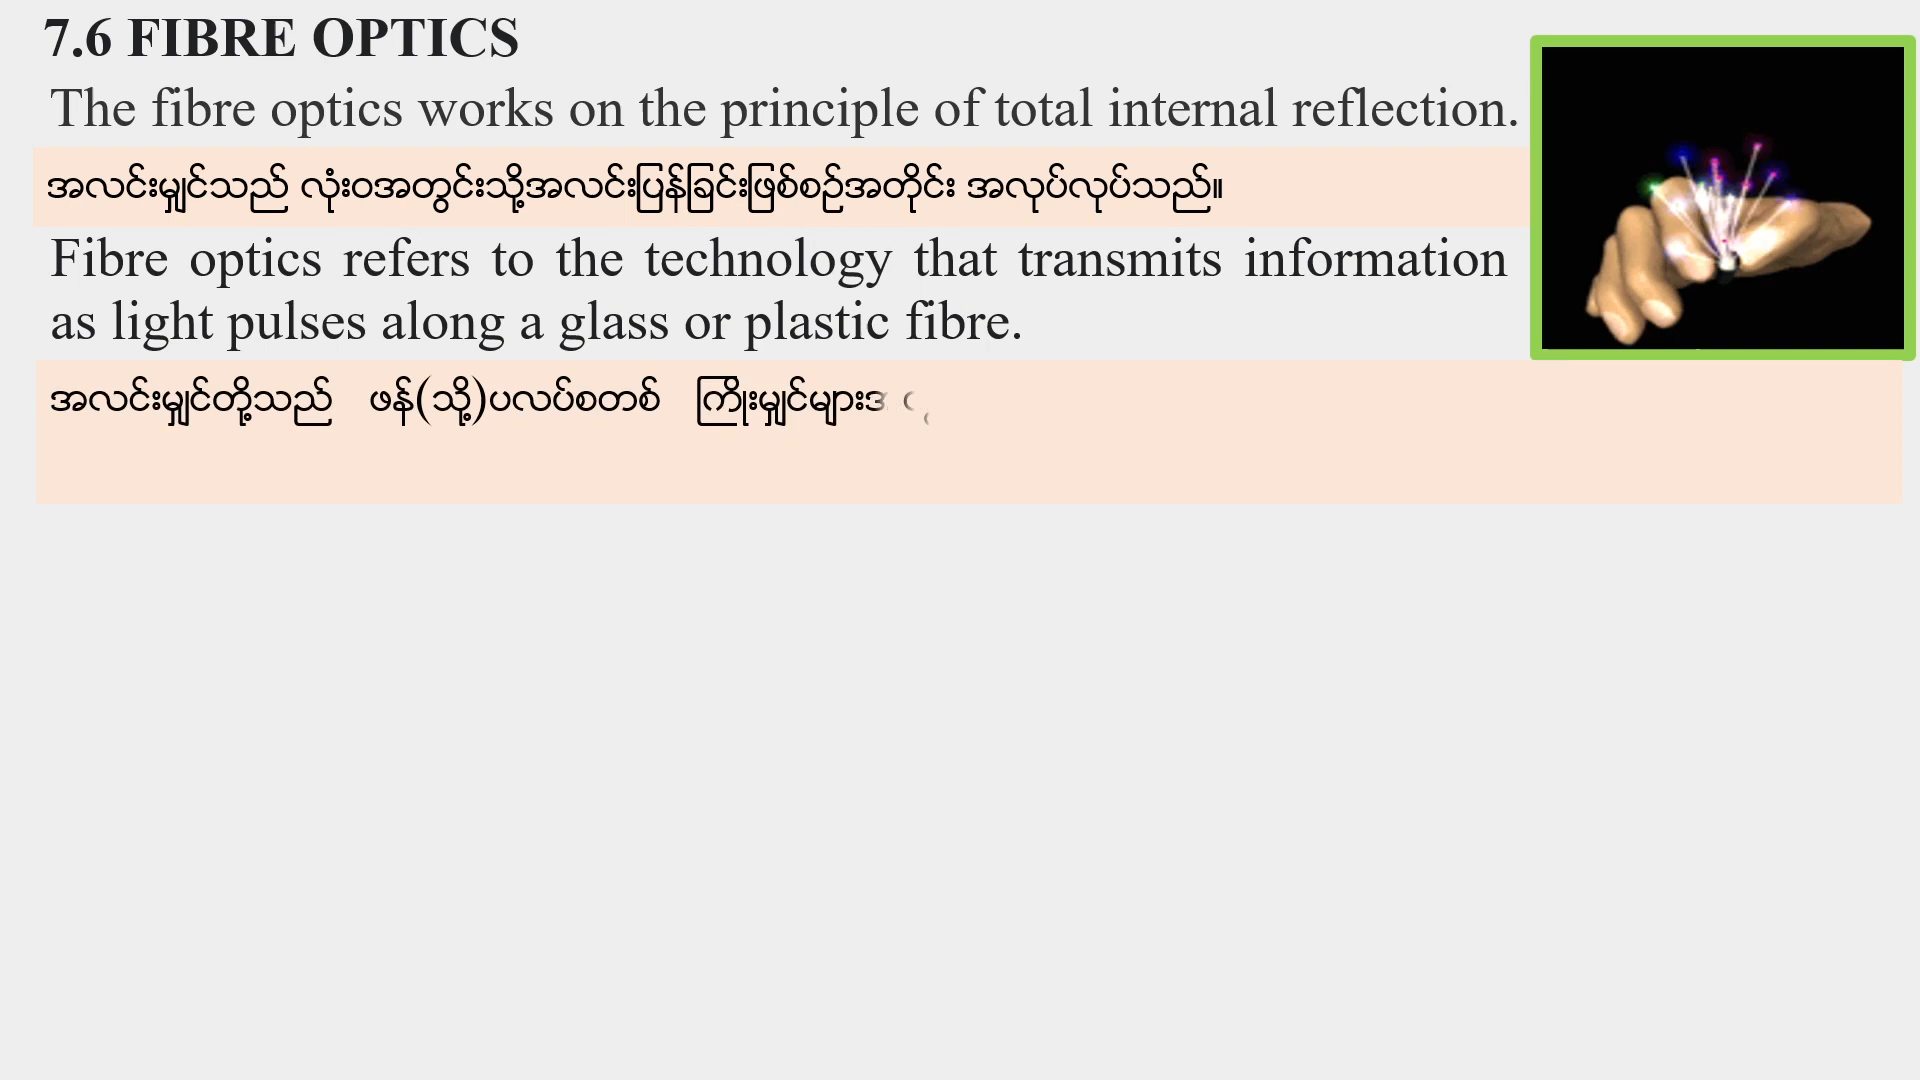 7.6 FIBRE OPTICS
The fibre optics works on the principle of total internal reflection.
အလင်းမျှင်သည် လုံးဝအတွင်းသို့အလင်းပြန်ခြင်းဖြစ်စဉ်အတိုင်း အလုပ်လုပ်သည်။
Fibre optics refers to the technology that transmits information
as light pulses along a glass or plastic fibre.
အလင်းမျှင်တို့သည် ဖန်(သို့)ပလပ်စတစ် ကြိုးမျှင်များ